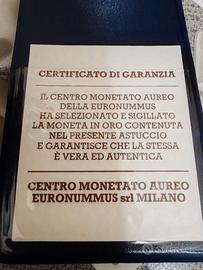 CERTIFICATO DI GARANZIA
IL CENTRO MONETATO AUREO
DELLA EURONUMMUS
HA SELEZIONATO E SIGILLATO
LA MONETA IN ORO CONTENUTA
NEL PRESENTE ASTUCCIO
E GARANTISCE CHE LA STESSA
È VERA ED AUTENTICA
CENTRO MONETATO AUREO
EURONUMMUS srl MILANO